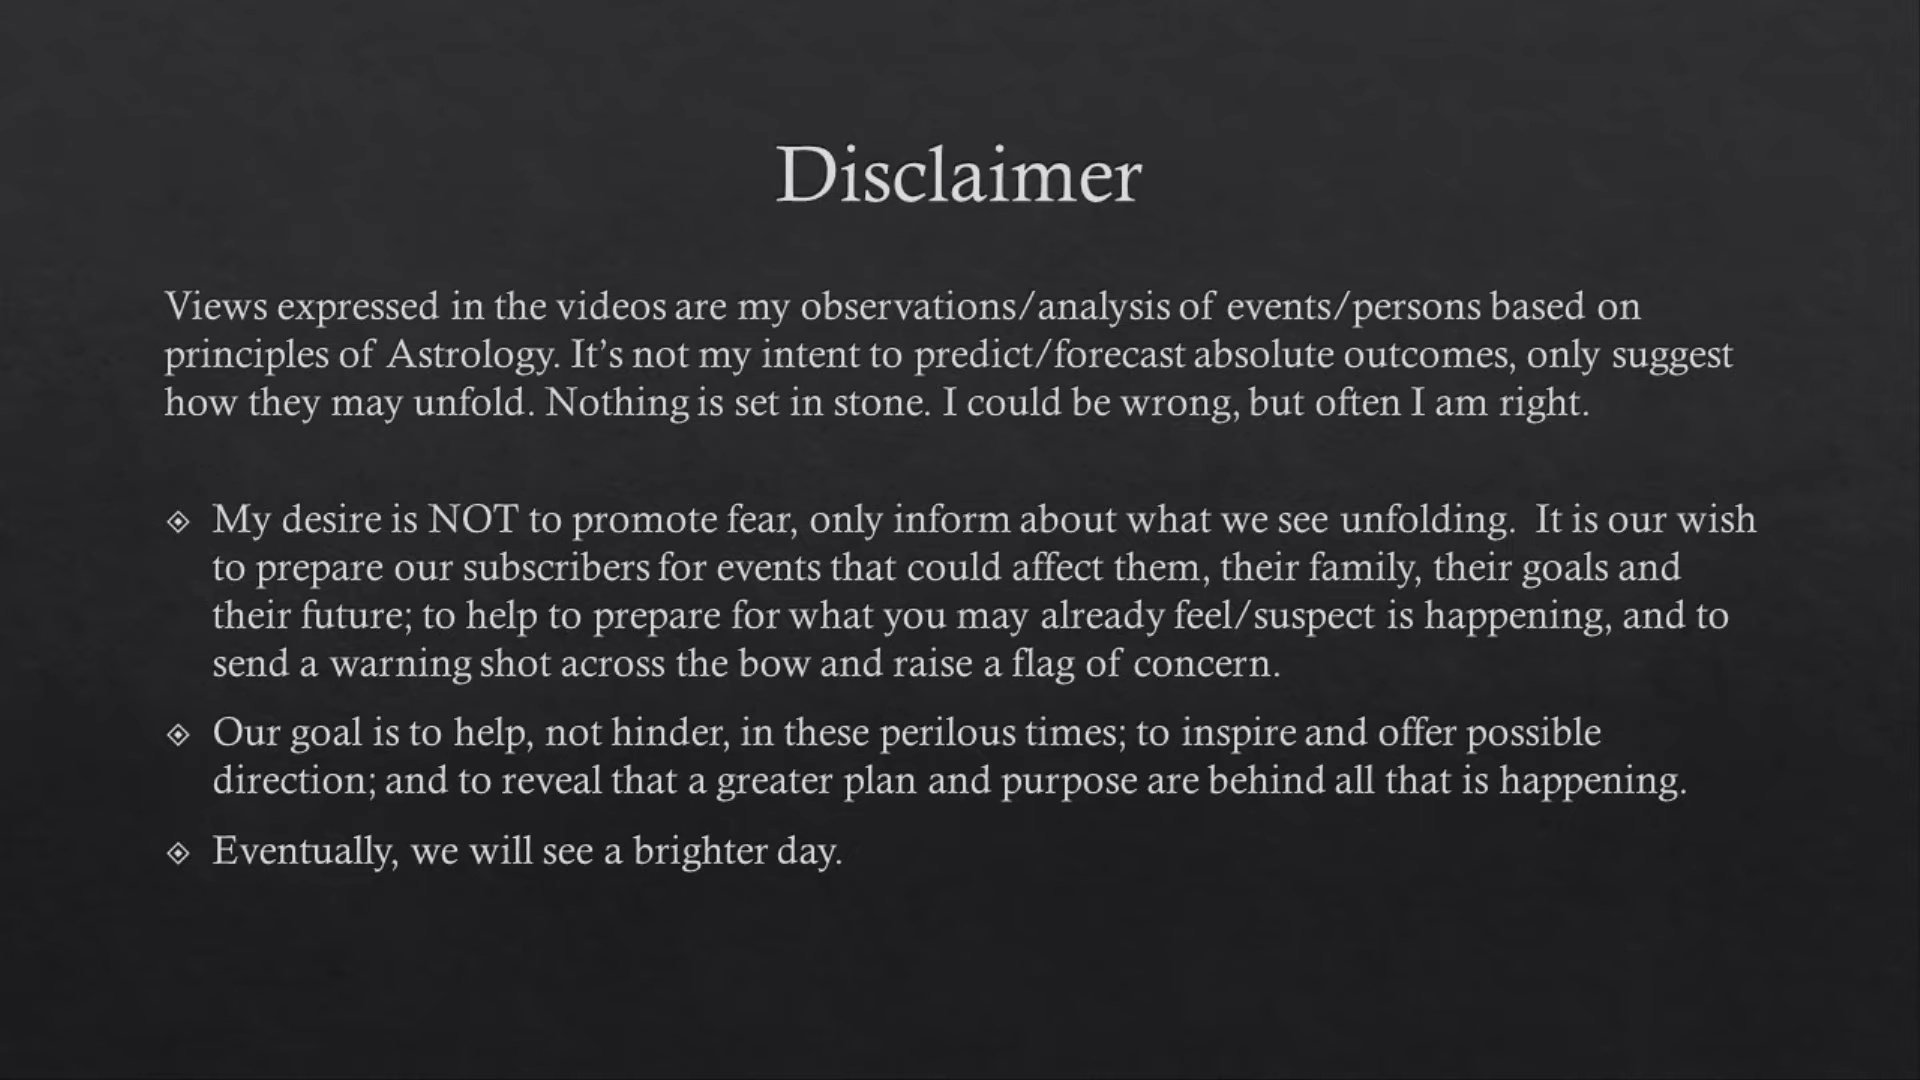 Disclaimer
Views expressed in the videos are my observations/analysis of events/persons based on
principles of Astrology. It’s not my intent to predict/forecast absolute outcomes, only suggest
how they may unfold. Nothing is set in stone. I could be wrong, but often I am right.
My desire is NOT to promote fear, only inform about what we see unfolding.  It is our wish
to prepare our subscribers for events that could affect them, their family, their goals and
their future; to help to prepare for what you may already feel/suspect is happening, and to
send a warning shot across the bow and raise a flag of concern.
Our goal is to help, not hinder, in these perilous times; to inspire and offer possible
direction; and to reveal that a greater plan and purpose are behind all that is happening.
Eventually, we will see a brighter day.